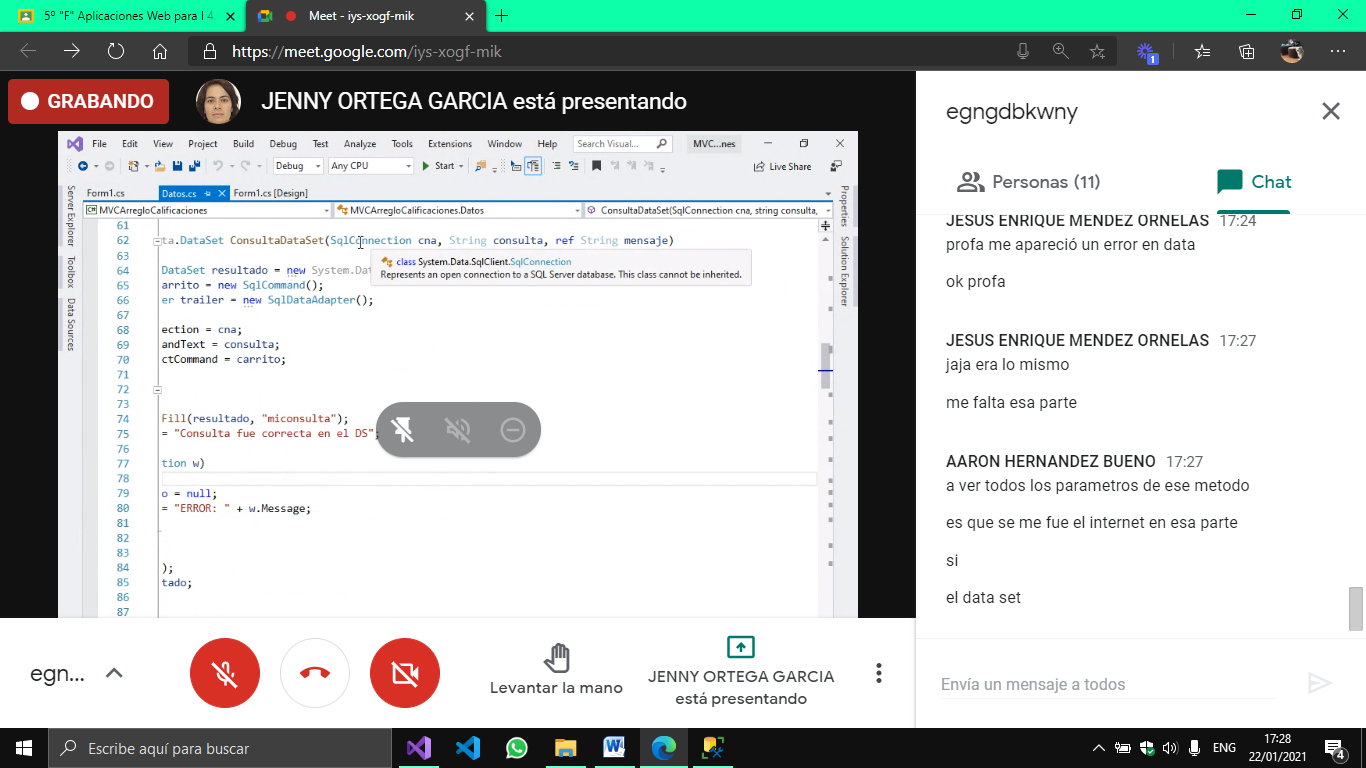 5º "F" Aplicaciones Web para I 4.
Meet - iys-xogf-mik
https://meet.google.com/iys-xogf-mik
1
GRABANDO
JENNY ORTEGA GARCIA está presentando
File Edit View Project Build Debug Test Analyze Tools Extensions Window Help Search Visual... MVC...nes
Debug Any CPU Start Live Share
Form1.cs Datos.cs Form1.cs [Design]
MVCArregloCalificaciones MVCArregloCalificaciones.Datos ConsultaDataSet(SqlConnection cna, string consulta,
Server Explorer
Toolbox
Data Sources
Properties
Solution Explorer
61
62 ta.DataSet ConsultaDataSet(SqlConnection cna, String consulta, ref String mensaje)
63
class System.Data.SqlClient.SqlConnection
Represents an open connection to a SQL Server database. This class cannot be inherited.
64 DataSet resultado = new System.Dat
65 arrito = new SqlCommand();
66 er trailer = new SqlDataAdapter();
67
68 ection = cna;
69 andText = consulta;
70 ctCommand = carrito;
71
72
73
74 Fill(resultado, "miconsulta");
75 = "Consulta fue correcta en el DS";
76
77 tion w)
78
79 o = null;
80 = "ERROR: " + w.Message;
81
82
83
84 );
85 tado;
86
87
egn...
Levantar la mano
JENNY ORTEGA GARCIA
está presentando
egngdbkwny
Personas (11)
Chat
JESUS ENRIQUE MENDEZ ORNELAS 17:24
profa me apareció un error en data
ok profa
JESUS ENRIQUE MENDEZ ORNELAS 17:27
jaja era lo mismo
me falta esa parte
AARON HERNANDEZ BUENO 17:27
a ver todos los parametros de ese metodo
es que se me fue el internet en esa parte
si
el data set
Envía un mensaje a todos
Escribe aquí para buscar
ENG
17:28
22/01/2021
4